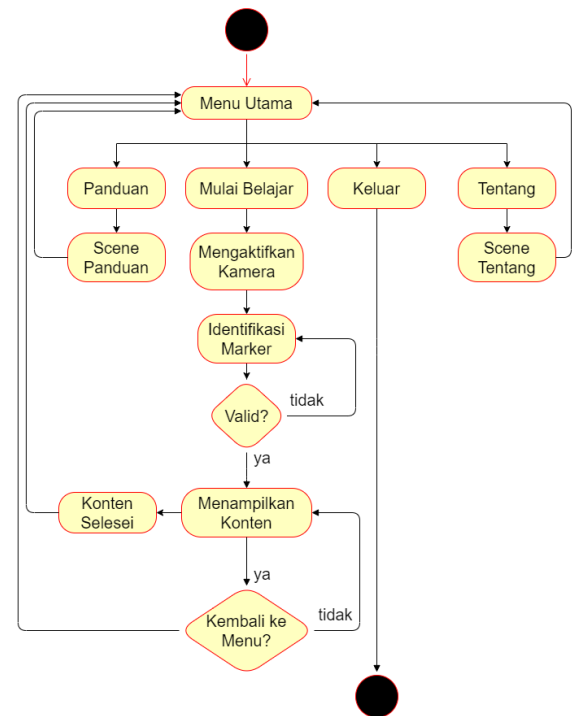 Menu Utama
Panduan
Mulai Belajar
Keluar
Tentang
Scene
Panduan
Mengaktifkan
Kamera
Scene
Tentang
Identifikasi
Marker
Valid?
tidak
ya
Konten
Selesei
Menampilkan
Konten
ya
Kembali ke
Menu?
tidak